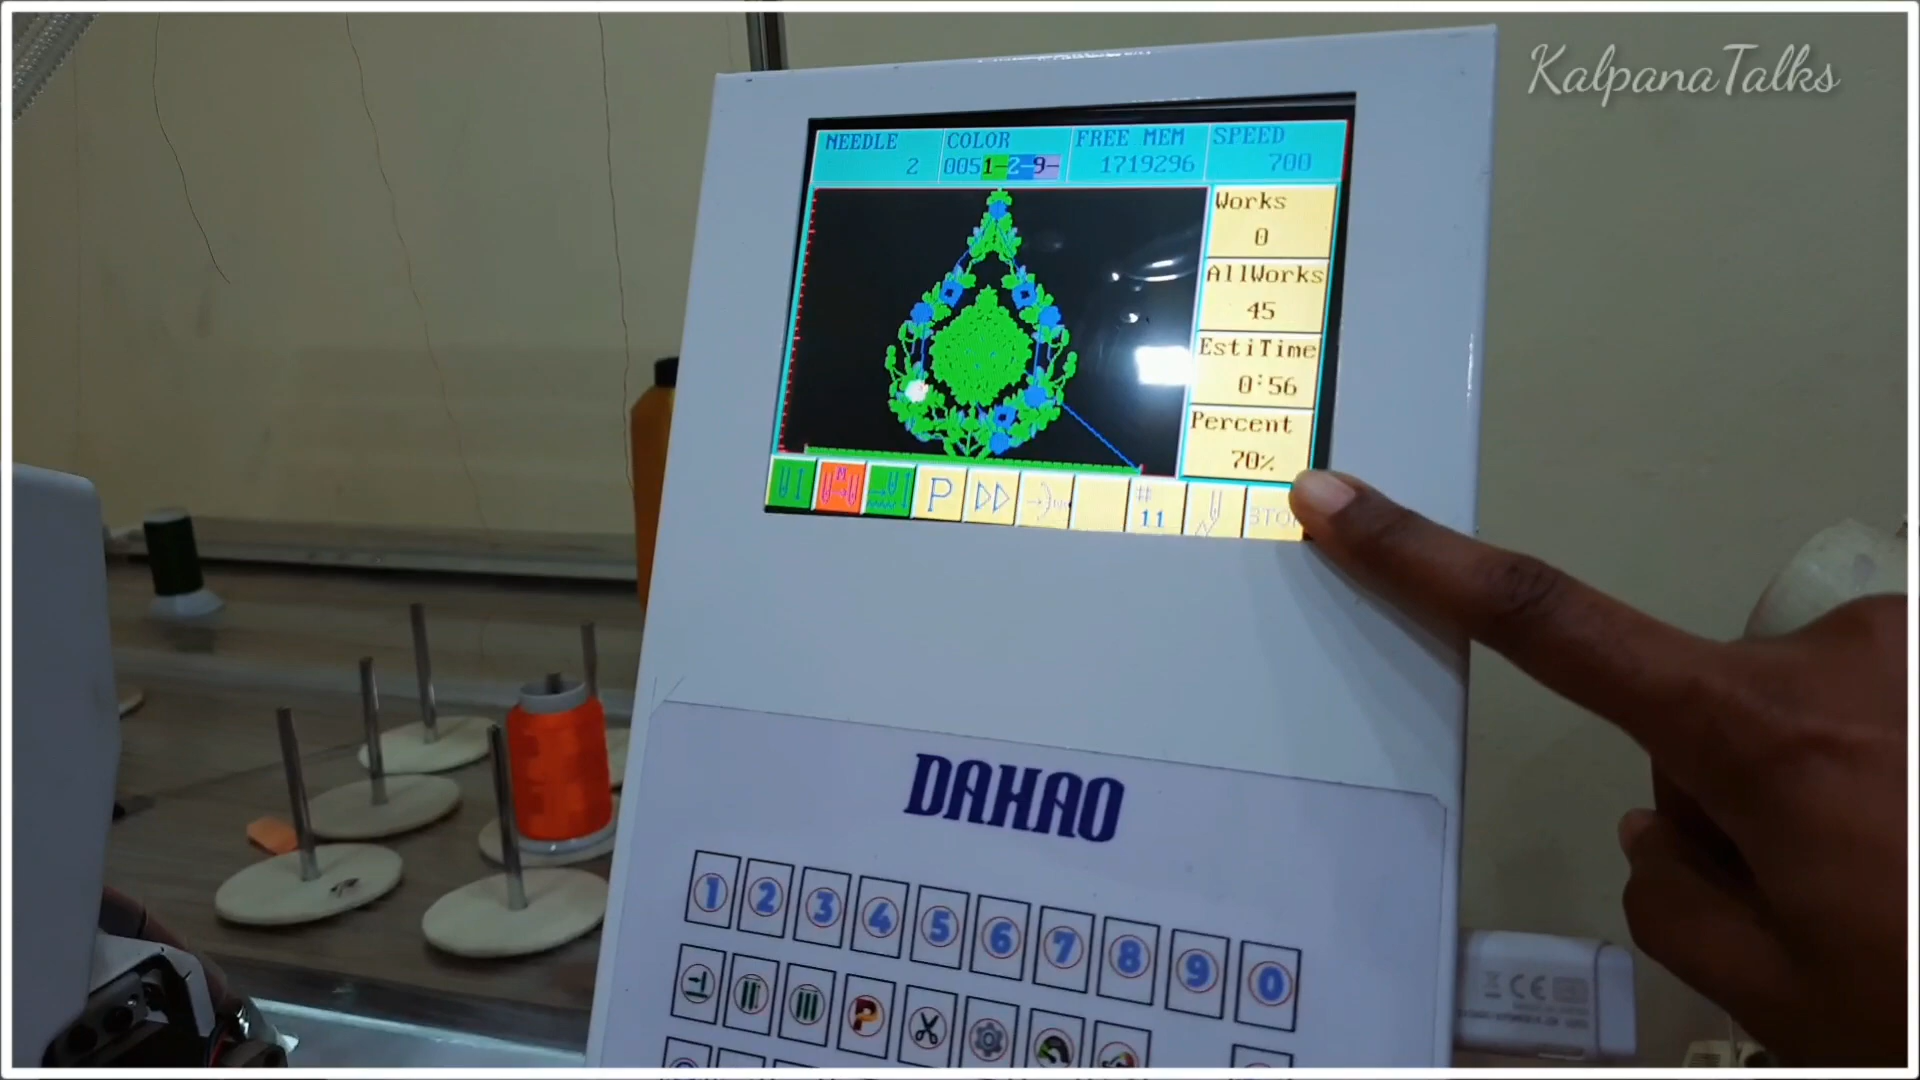 KalpanaTalks
NEEDLE COLOR FREE MEM SPEED
2 0051-2-9- 1719296 700
Works
0
AllWorks
45
EstiTime
0:56
Percent
70%
M
P
#
11
DAHAO
1 2 3 4 5 6 7 8 9 0
P
CE